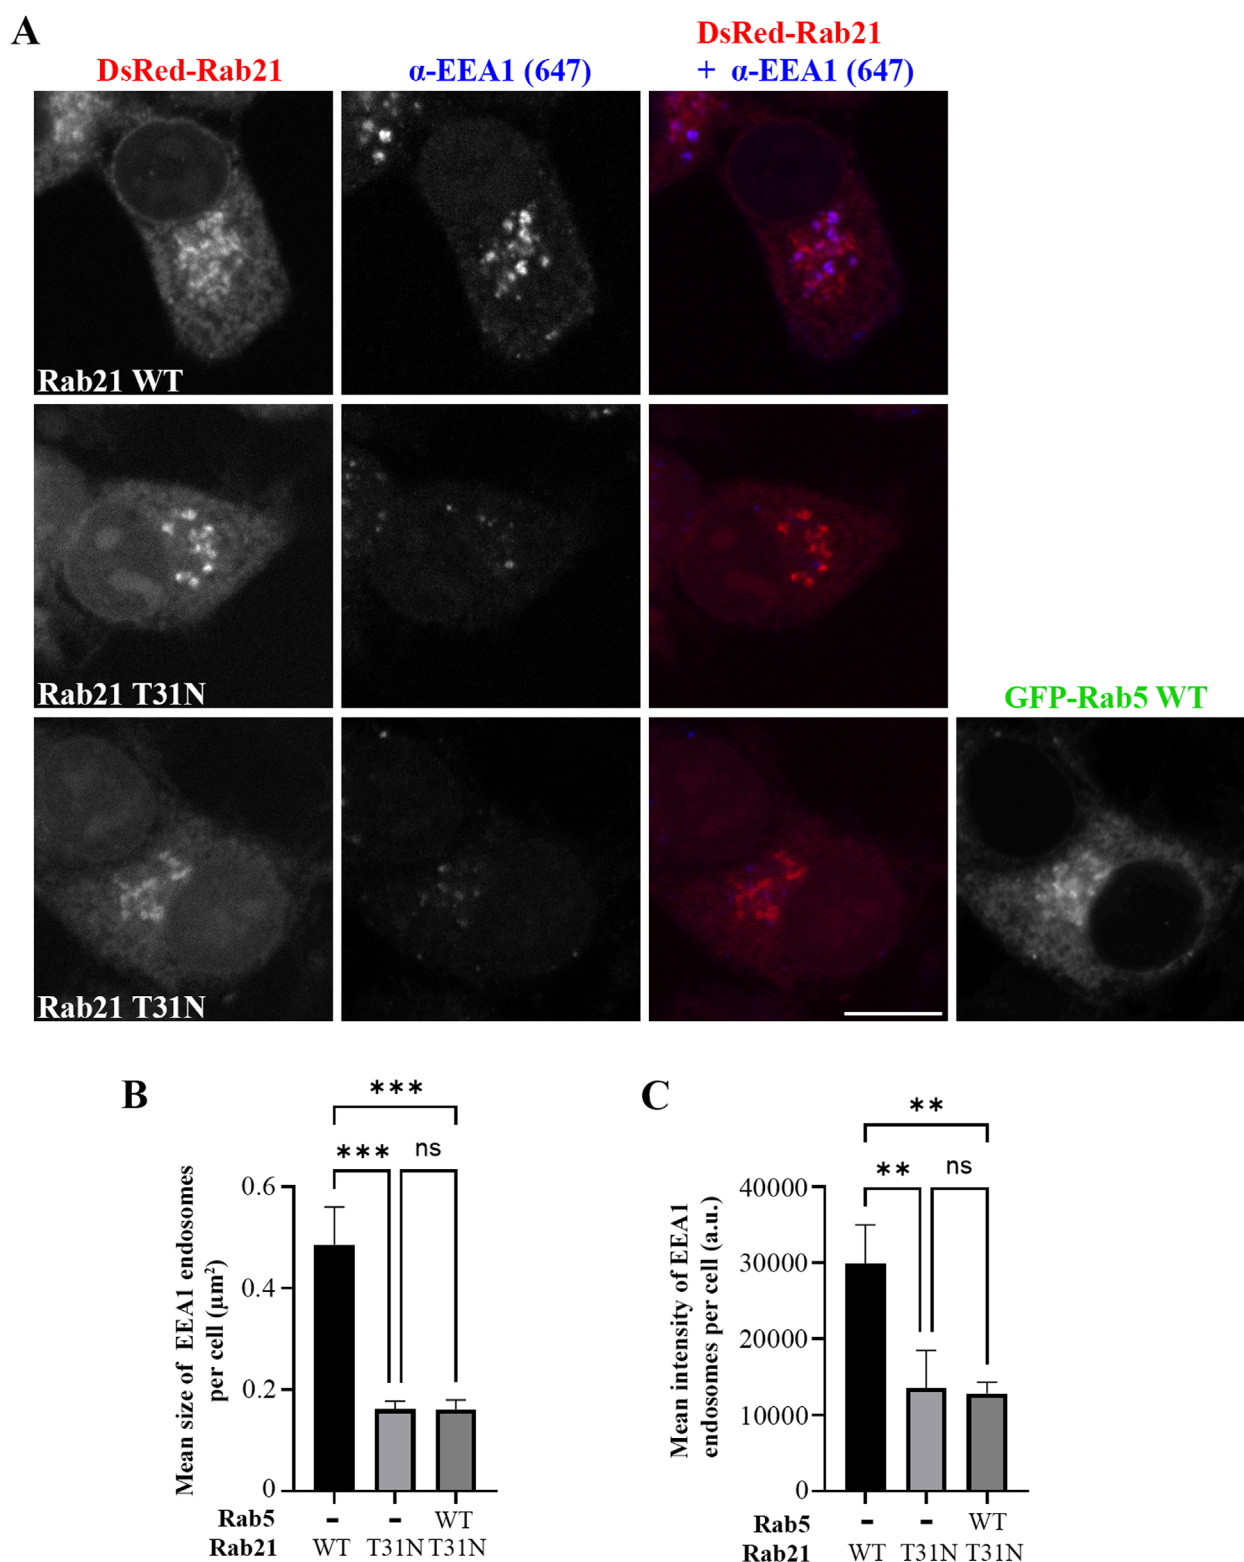 A
DsRed-Rab21
α-EEA1 (647)
DsRed-Rab21
+ α-EEA1 (647)
Rab21 WT
Rab21 T31N
GFP-Rab5 WT
Rab21 T31N
B
***
***
ns
Mean size of EEA1 endosomes
per cell (μm²)
0.6
0.4
0.2
0
Rab5 - - WT
Rab21 WT T31N T31N
C
**
**
ns
Mean intensity of EEA1
endosomes per cell (a.u.)
40000
30000
20000
10000
0
Rab5 - - WT
Rab21 WT T31N T31N